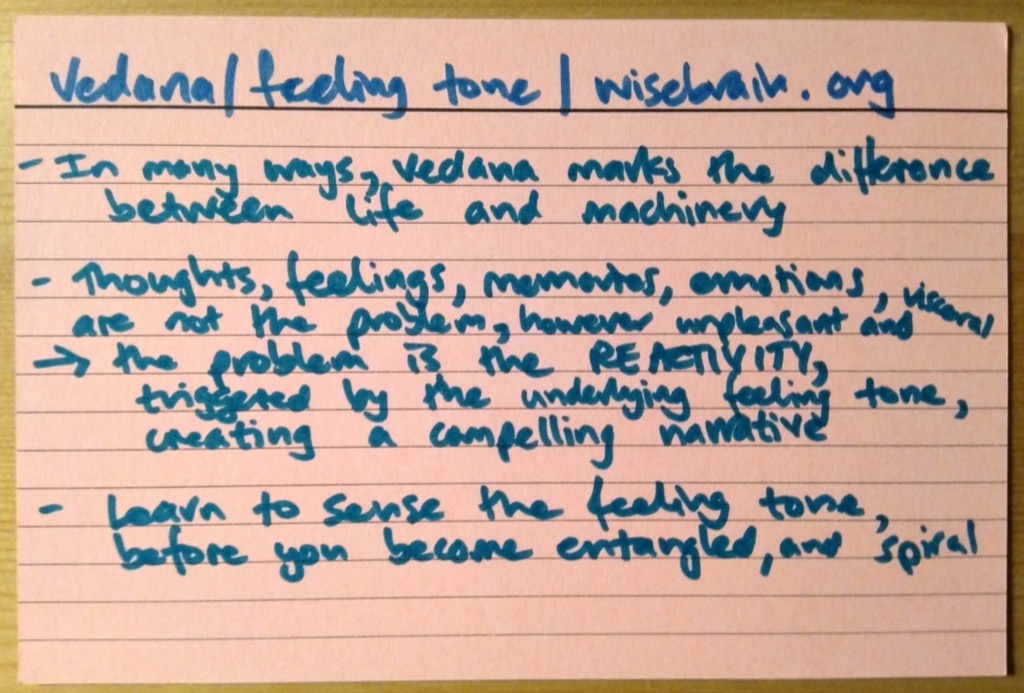 Vedana/feeling tone/wisebrain.org
- In many ways, vedana marks the difference
between life and machinery
- Thoughts, feelings, memories, emotions,
are not the problem, however unpleasant and visceral
→ the problem is the REACTIVITY,
triggered by the underlying feeling tone,
creating a compelling narrative
- Learn to sense the feeling tone,
before you become entangled, and spiral